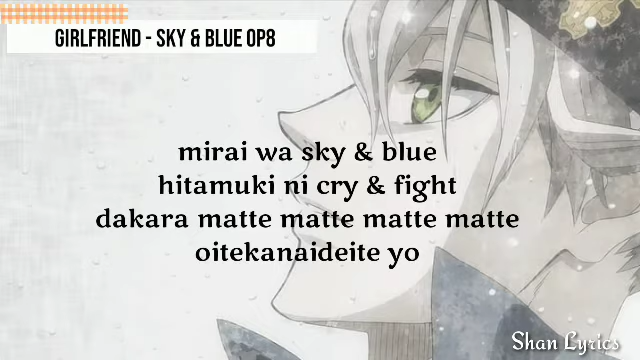 GIRLFRIEND - SKY & BLUE OP8
mirai wa sky & blue
hitamuki ni cry & fight
dakara matte matte matte matte
oitekanaideite yo
Shan Lyrics